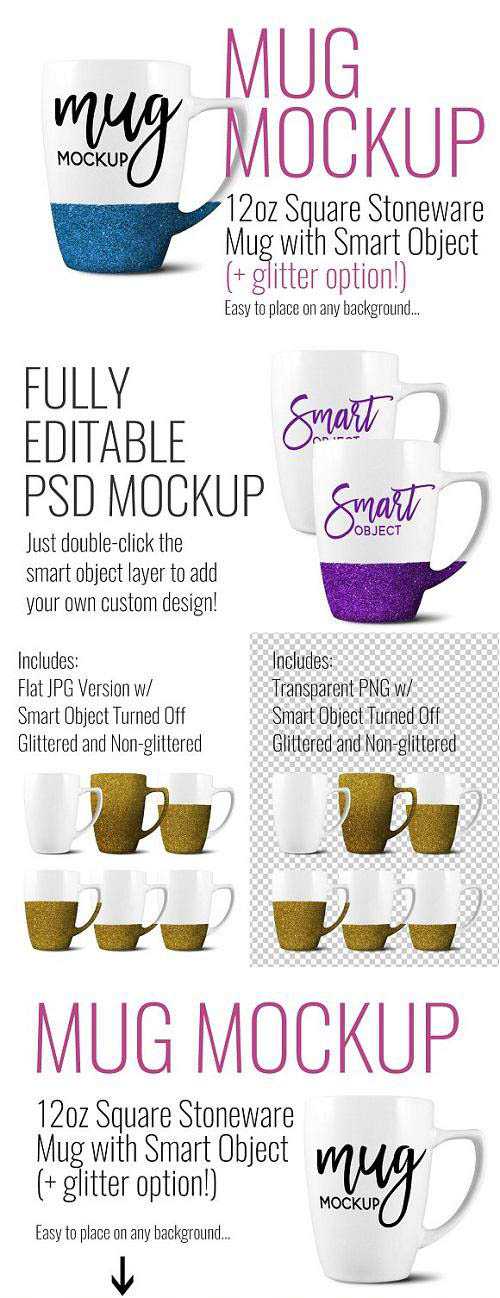 mug
MOCKUP
MUG
MOCKUP
12oz Square Stoneware
Mug with Smart Object
(+ glitter option!)
Easy to place on any background...
FULLY
EDITABLE
PSD MOCKUP
Just double-click the
smart object layer to add
your own custom design!
Smart
OBJECT
Smart
OBJECT
Includes:
Flat JPG Version w/
Smart Object Turned Off
Glittered and Non-glittered
Includes:
Transparent PNG w/
Smart Object Turned Off
Glittered and Non-glittered
MUG MOCKUP
12oz Square Stoneware
Mug with Smart Object
(+ glitter option!)
Easy to place on any background...
mug
MOCKUP